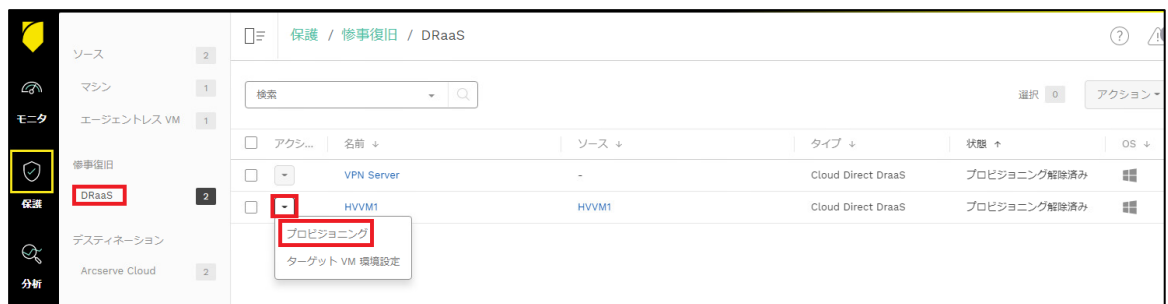 保護 / 惨事復旧 / DRaaS
ソース 2
マシン 1
エージェントレス VM 1
惨事復旧
DRaaS 2
デスティネーション
Arcserve Cloud 2
モニタ
保護
分析
検索
選択 0 アクション
アクシ... 名前 ↓ ソース ↓ タイプ ↓ 状態 ↑ OS ↓
VPN Server - Cloud Direct DraaS プロビジョニング解除済み
HVVM1 HVVM1 Cloud Direct DraaS プロビジョニング解除済み
プロビジョニング
ターゲット VM 環境設定